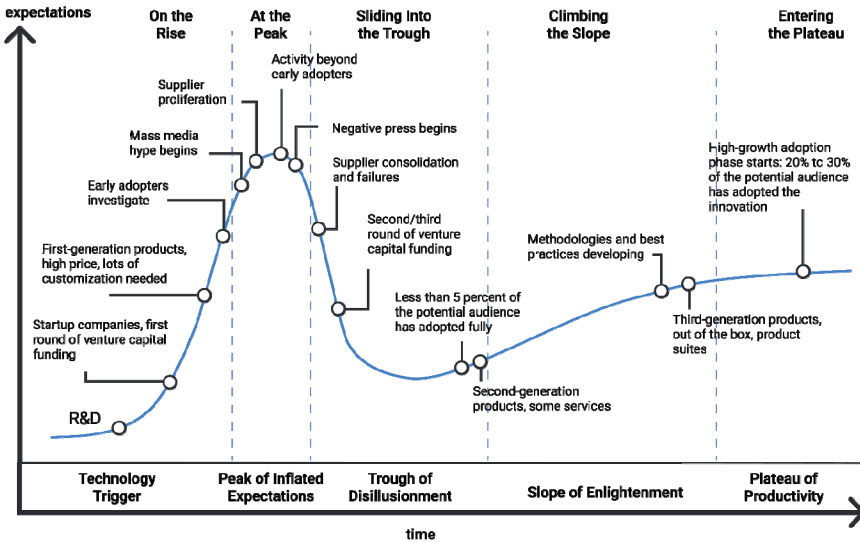 expectations
On the
Rise
At the
Peak
Sliding Into
the Trough
Climbing
the Slope
Entering
the Plateau
Activity beyond
early adopters
Supplier
proliferation
Negative press begins
Mass media
hype begins
Supplier consolidation
and failures
High-growth adoption
phase starts: 20% to 30%
of the potential audience
has adopted the
innovation
Early adopters
investigate
Second/third
round of venture
capital funding
Methodologies and best
practices developing
First-generation products,
high price, lots of
customization needed
Less than 5 percent of
the potential audience
has adopted fully
Startup companies, first
round of venture capital
funding
Third-generation products,
out of the box, product
suites
Second-generation
products, some services
R&D
Technology
Trigger
Peak of Inflated
Expectations
Trough of
Disillusionment
Slope of Enlightenment
Plateau of
Productivity
time